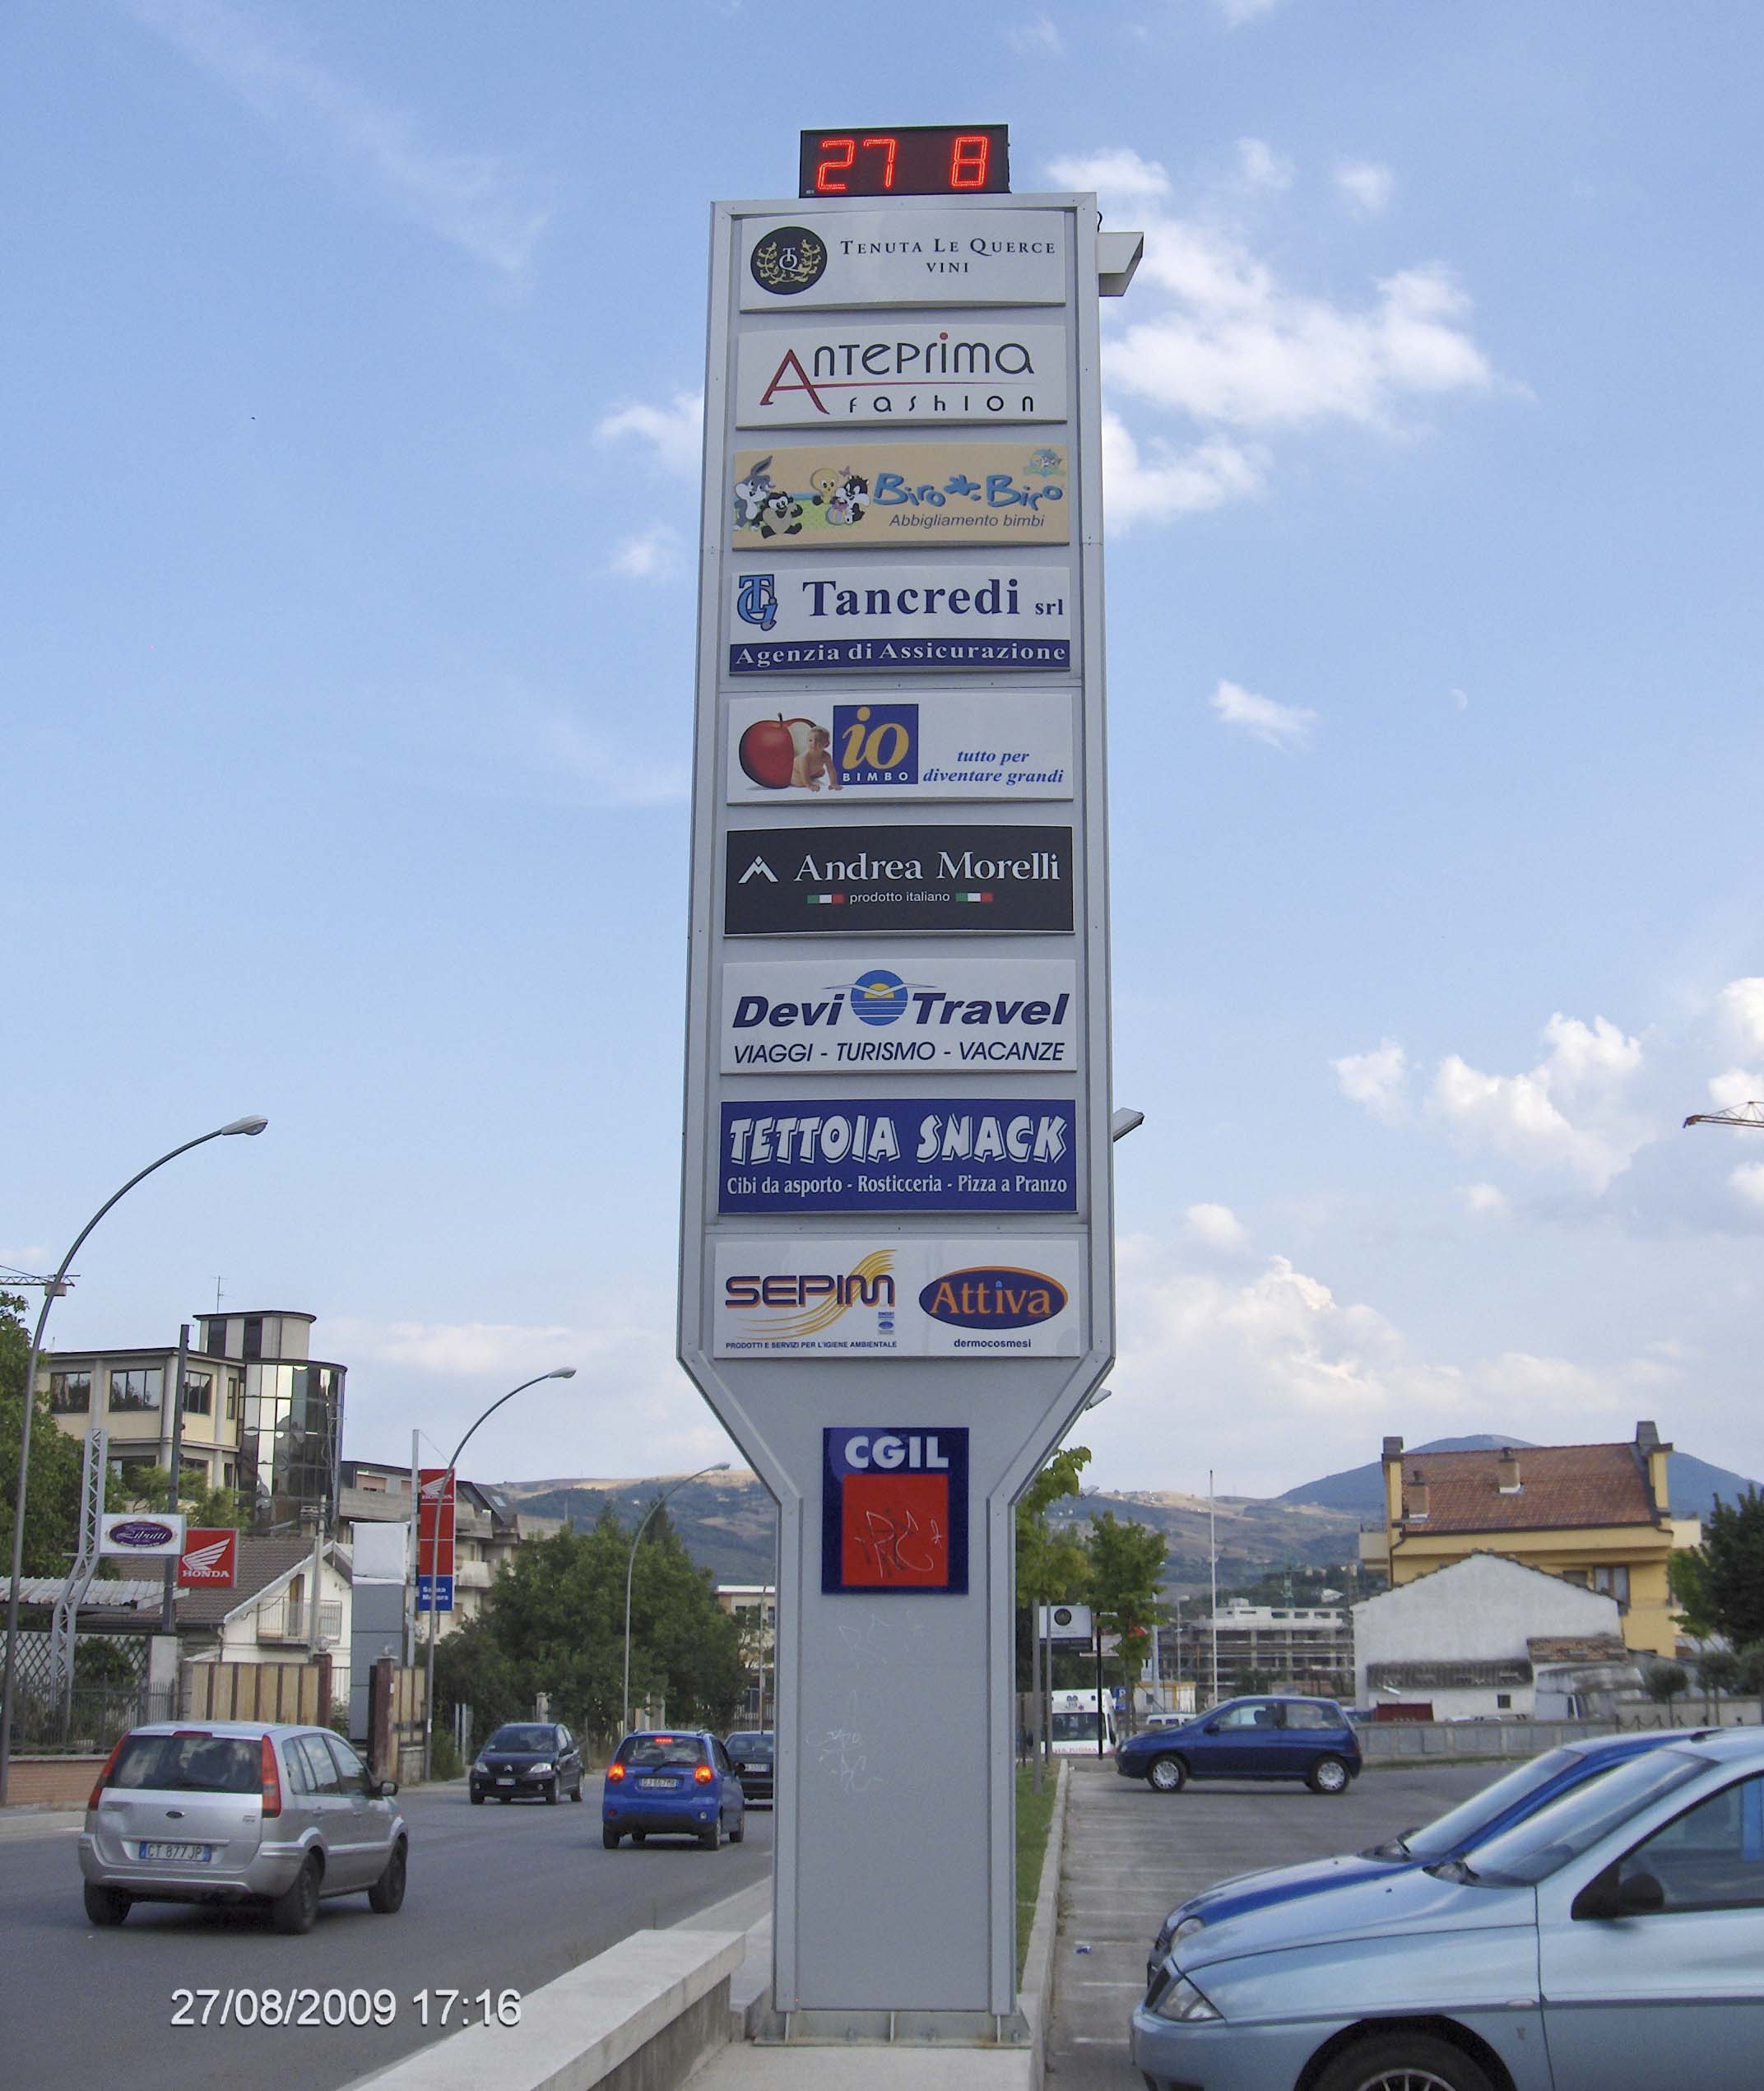 27 8
TENUTA LE QUERCE
VINI
ANTEPRIMA
fashion
Biro Biro
Abbigliamento bimbi
Tancredi srl
Agenzia di Assicurazione
io
BIMBO
tutto per
diventare grandi
Andrea Morelli
prodotto italiano
Devi Travel
VIAGGI - TURISMO - VACANZE
TETTOIA SNACK
Cibi da asporto - Rosticceria - Pizza a Pranzo
SEPIM
PRODOTTI E SERVIZI PER L'IGIENE AMBIENTALE
Attiva
dermocosmesi
CGIL
HONDA
HONDA
CT 877JP
27/08/2009 17:16